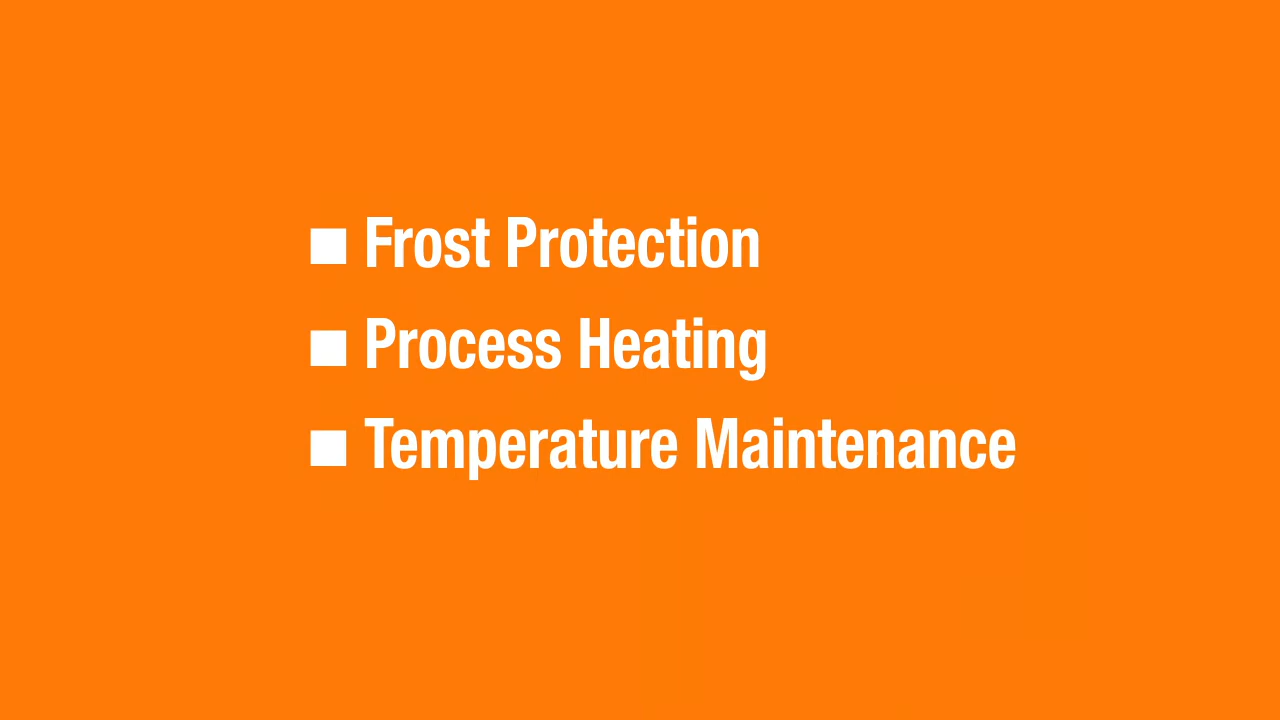 ■ Frost Protection
■ Process Heating
■ Temperature Maintenance